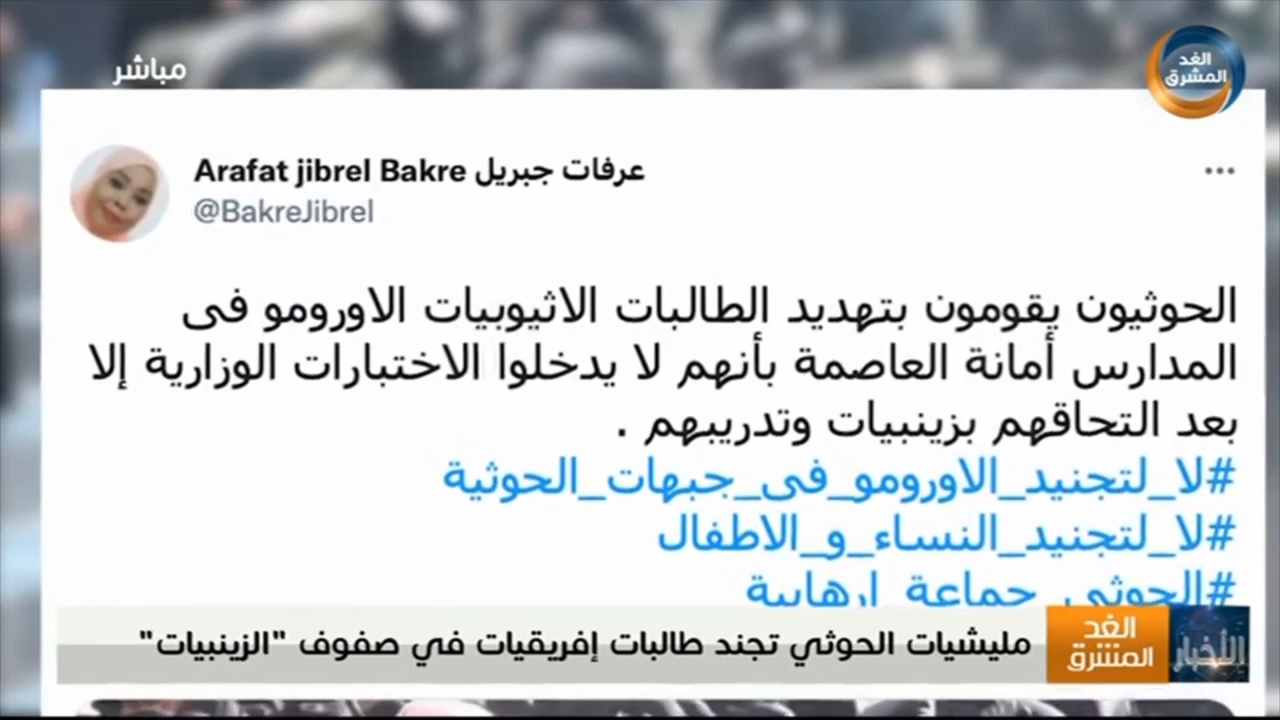 مباشر
الغد
المشرق
Arafat jibrel Bakre عرفات جبريل
@BakreJibrel
الحوثيون يقومون بتهديد الطالبات الاثيوبيات الاورومو فى
المدارس أمانة العاصمة بأنهم لا يدخلوا الاختبارات الوزارية إلا
بعد التحاقهم بزينبيات وتدريبهم .
#لا_لتجنيد_الاورومو_فى_جبهات_الحوثية
#لا_لتجنيد_النساء_و_الاطفال
#الحوثي_جماعة_ارهابية
مليشيات الحوثي تجند طالبات إفريقيات في صفوف "الزينبيات"
الغد
المشرق
الأخبار